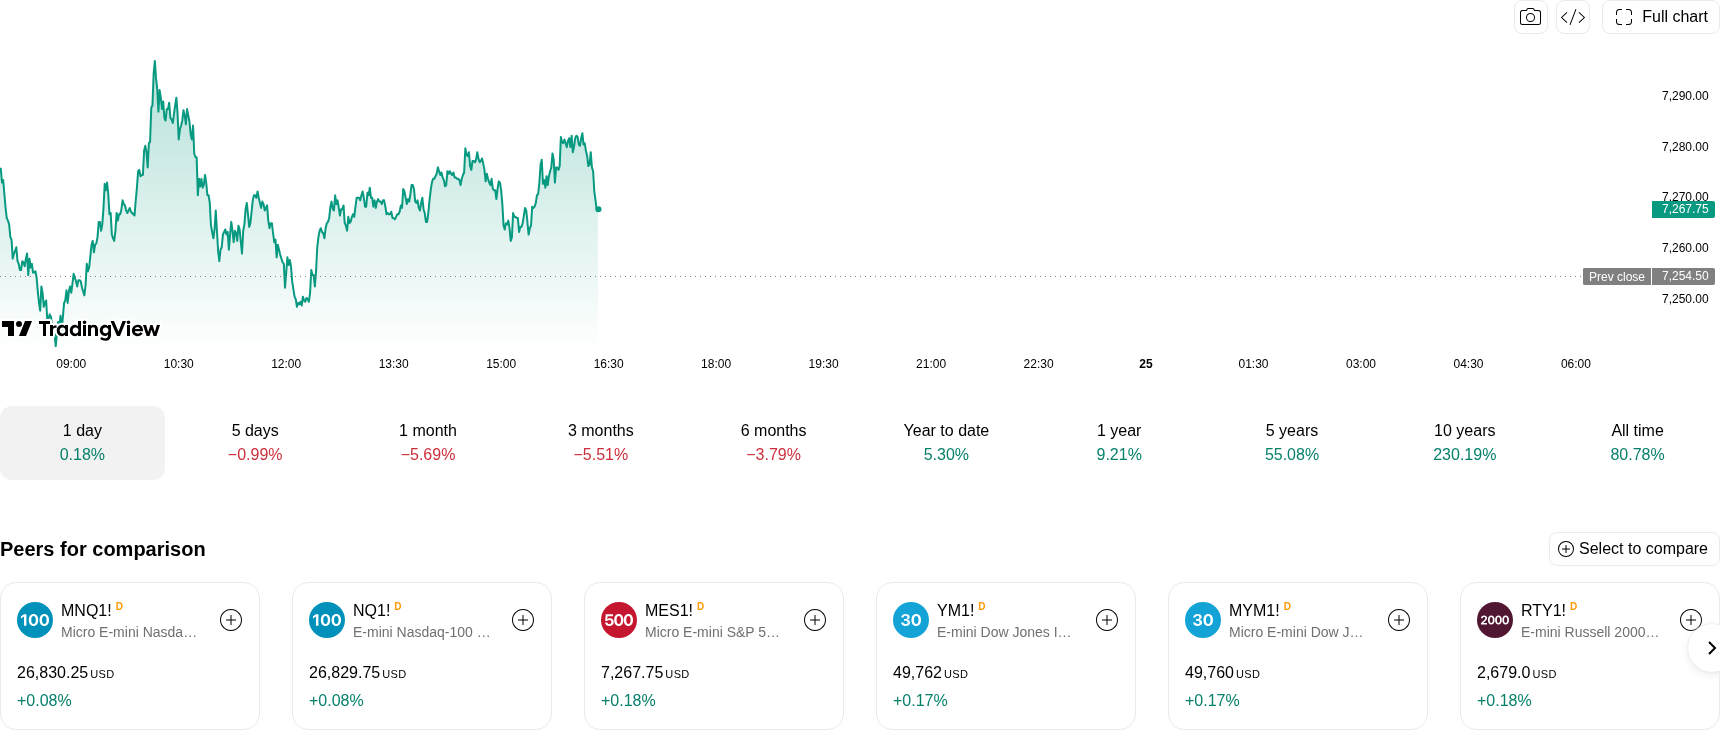 Full chart
7,290.00
7,280.00
7,270.00
7,267.75
7,260.00
Prev close 7,254.50
7,250.00
TradingView
09:00 10:30 12:00 13:30 15:00 16:30 18:00 19:30 21:00 22:30 25 01:30 03:00 04:30 06:00
1 day 5 days 1 month 3 months 6 months Year to date 1 year 5 years 10 years All time
0.18% −0.99% −5.69% −5.51% −3.79% 5.30% 9.21% 55.08% 230.19% 80.78%
Peers for comparison
Select to compare
100 MNQ1! D
Micro E-mini Nasda…
26,830.25 USD
+0.08%
100 NQ1! D
E-mini Nasdaq-100 …
26,829.75 USD
+0.08%
500 MES1! D
Micro E-mini S&P 5…
7,267.75 USD
+0.18%
30 YM1! D
E-mini Dow Jones I…
49,762 USD
+0.17%
30 MYM1! D
Micro E-mini Dow J…
49,760 USD
+0.17%
2000 RTY1! D
E-mini Russell 2000…
2,679.0 USD
+0.18%